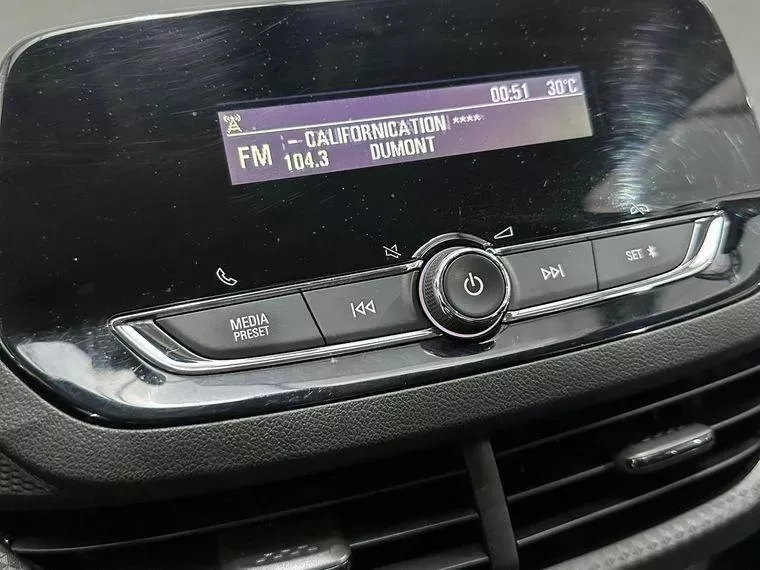 00:51 30°C
- CALIFORNICATION ****
FM 104.3 DUMONT
MEDIA
PRESET
SET